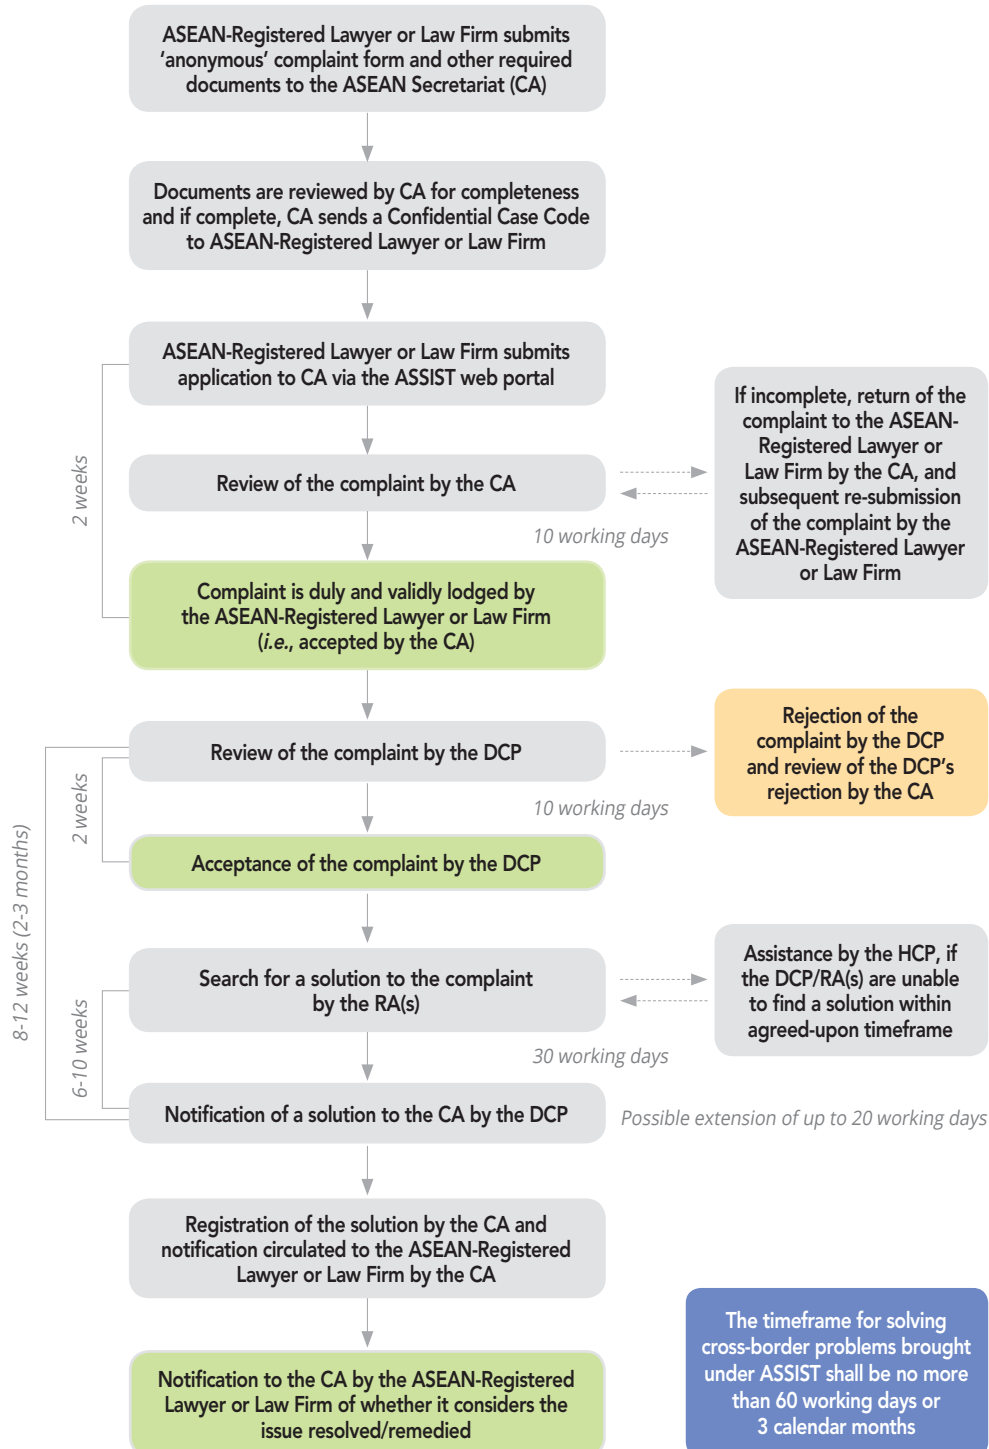 ASEAN-Registered Lawyer or Law Firm submits
‘anonymous’ complaint form and other required
documents to the ASEAN Secretariat (CA)
Documents are reviewed by CA for completeness
and if complete, CA sends a Confidential Case Code
to ASEAN-Registered Lawyer or Law Firm
ASEAN-Registered Lawyer or Law Firm submits
application to CA via the ASSIST web portal
If incomplete, return of the
complaint to the ASEAN-
Registered Lawyer or
Law Firm by the CA, and
subsequent re-submission
of the complaint by the
ASEAN-Registered Lawyer
or Law Firm
2 weeks
Review of the complaint by the CA
10 working days
Complaint is duly and validly lodged by
the ASEAN-Registered Lawyer or Law Firm
(i.e., accepted by the CA)
Review of the complaint by the DCP
Rejection of the
complaint by the DCP
and review of the DCP’s
rejection by the CA
2 weeks
10 working days
Acceptance of the complaint by the DCP
8-12 weeks (2-3 months)
Search for a solution to the complaint
by the RA(s)
Assistance by the HCP, if
the DCP/RA(s) are unable
to find a solution within
agreed-upon timeframe
6-10 weeks
30 working days
Notification of a solution to the CA by the DCP
Possible extension of up to 20 working days
Registration of the solution by the CA and
notification circulated to the ASEAN-Registered
Lawyer or Law Firm by the CA
Notification to the CA by the ASEAN-Registered
Lawyer or Law Firm of whether it considers the
issue resolved/remedied
The timeframe for solving
cross-border problems brought
under ASSIST shall be no more
than 60 working days or
3 calendar months